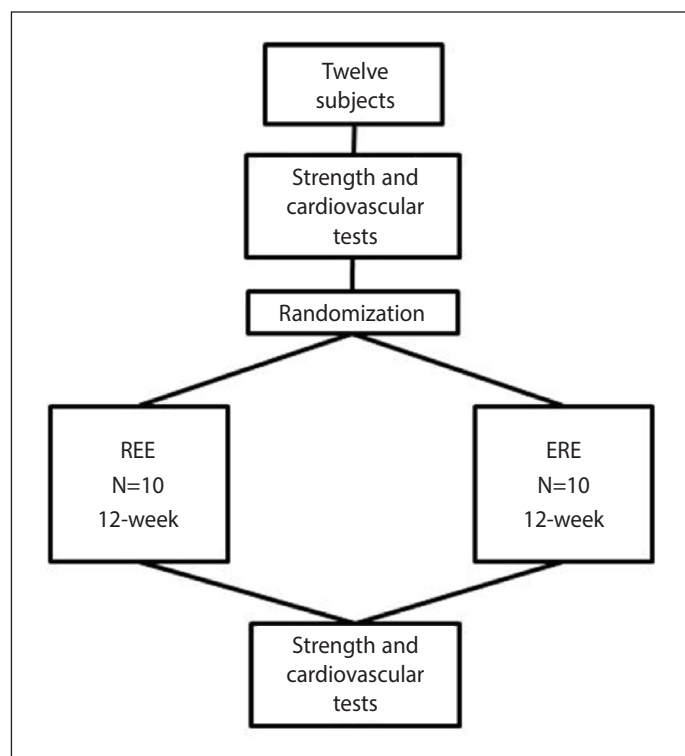 Twelve
subjects
Strength and
cardiovascular
tests
Randomization
REE
N=10
12-week
ERE
N=10
12-week
Strength and
cardiovascular
tests